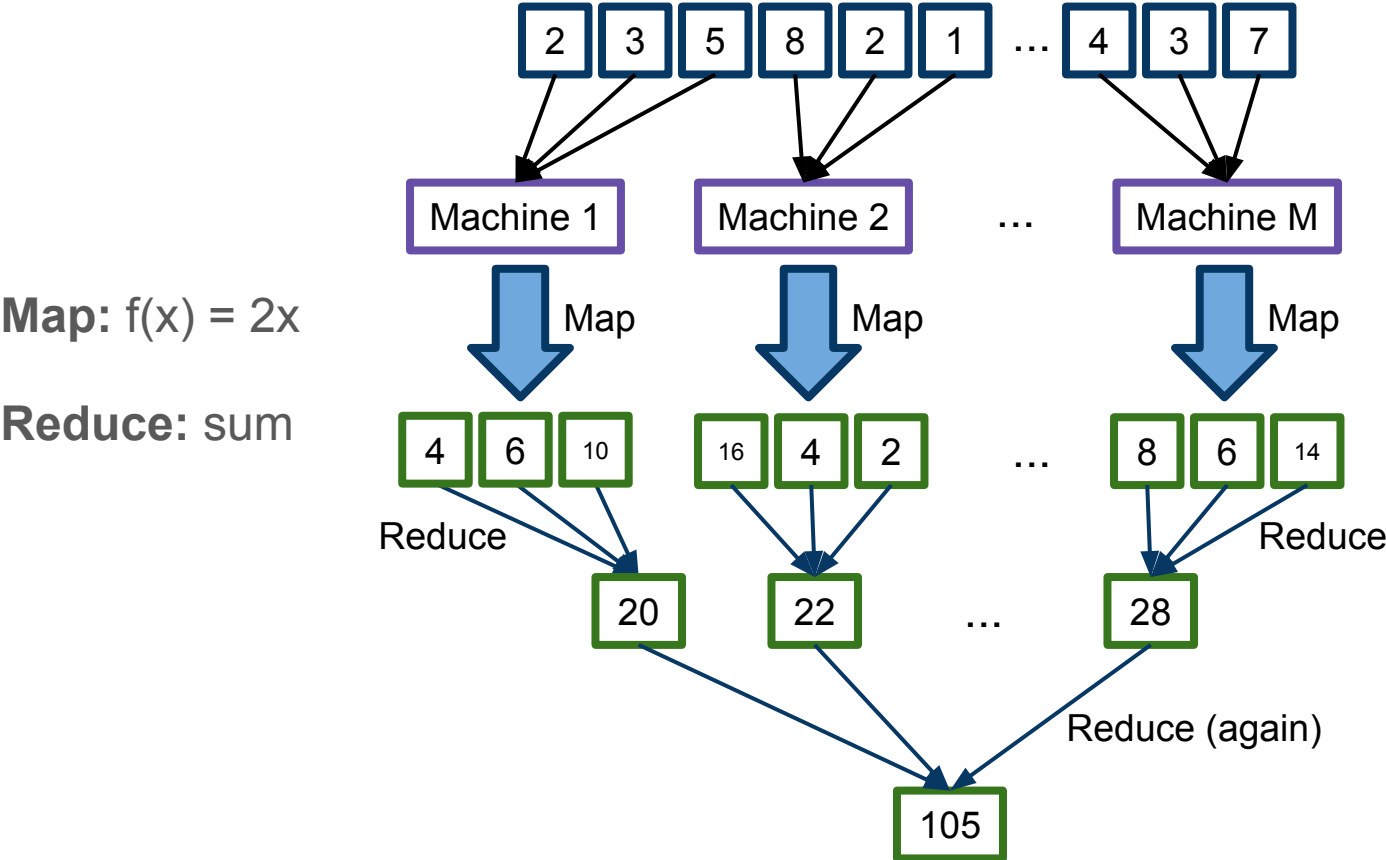 2 3 5 8 2 1 ... 4 3 7
Machine 1 Machine 2 ... Machine M
Map: f(x) = 2x
Map Map Map
Reduce: sum
4 6 10 16 4 2 ... 8 6 14
Reduce Reduce
20 22 ... 28
Reduce (again)
105